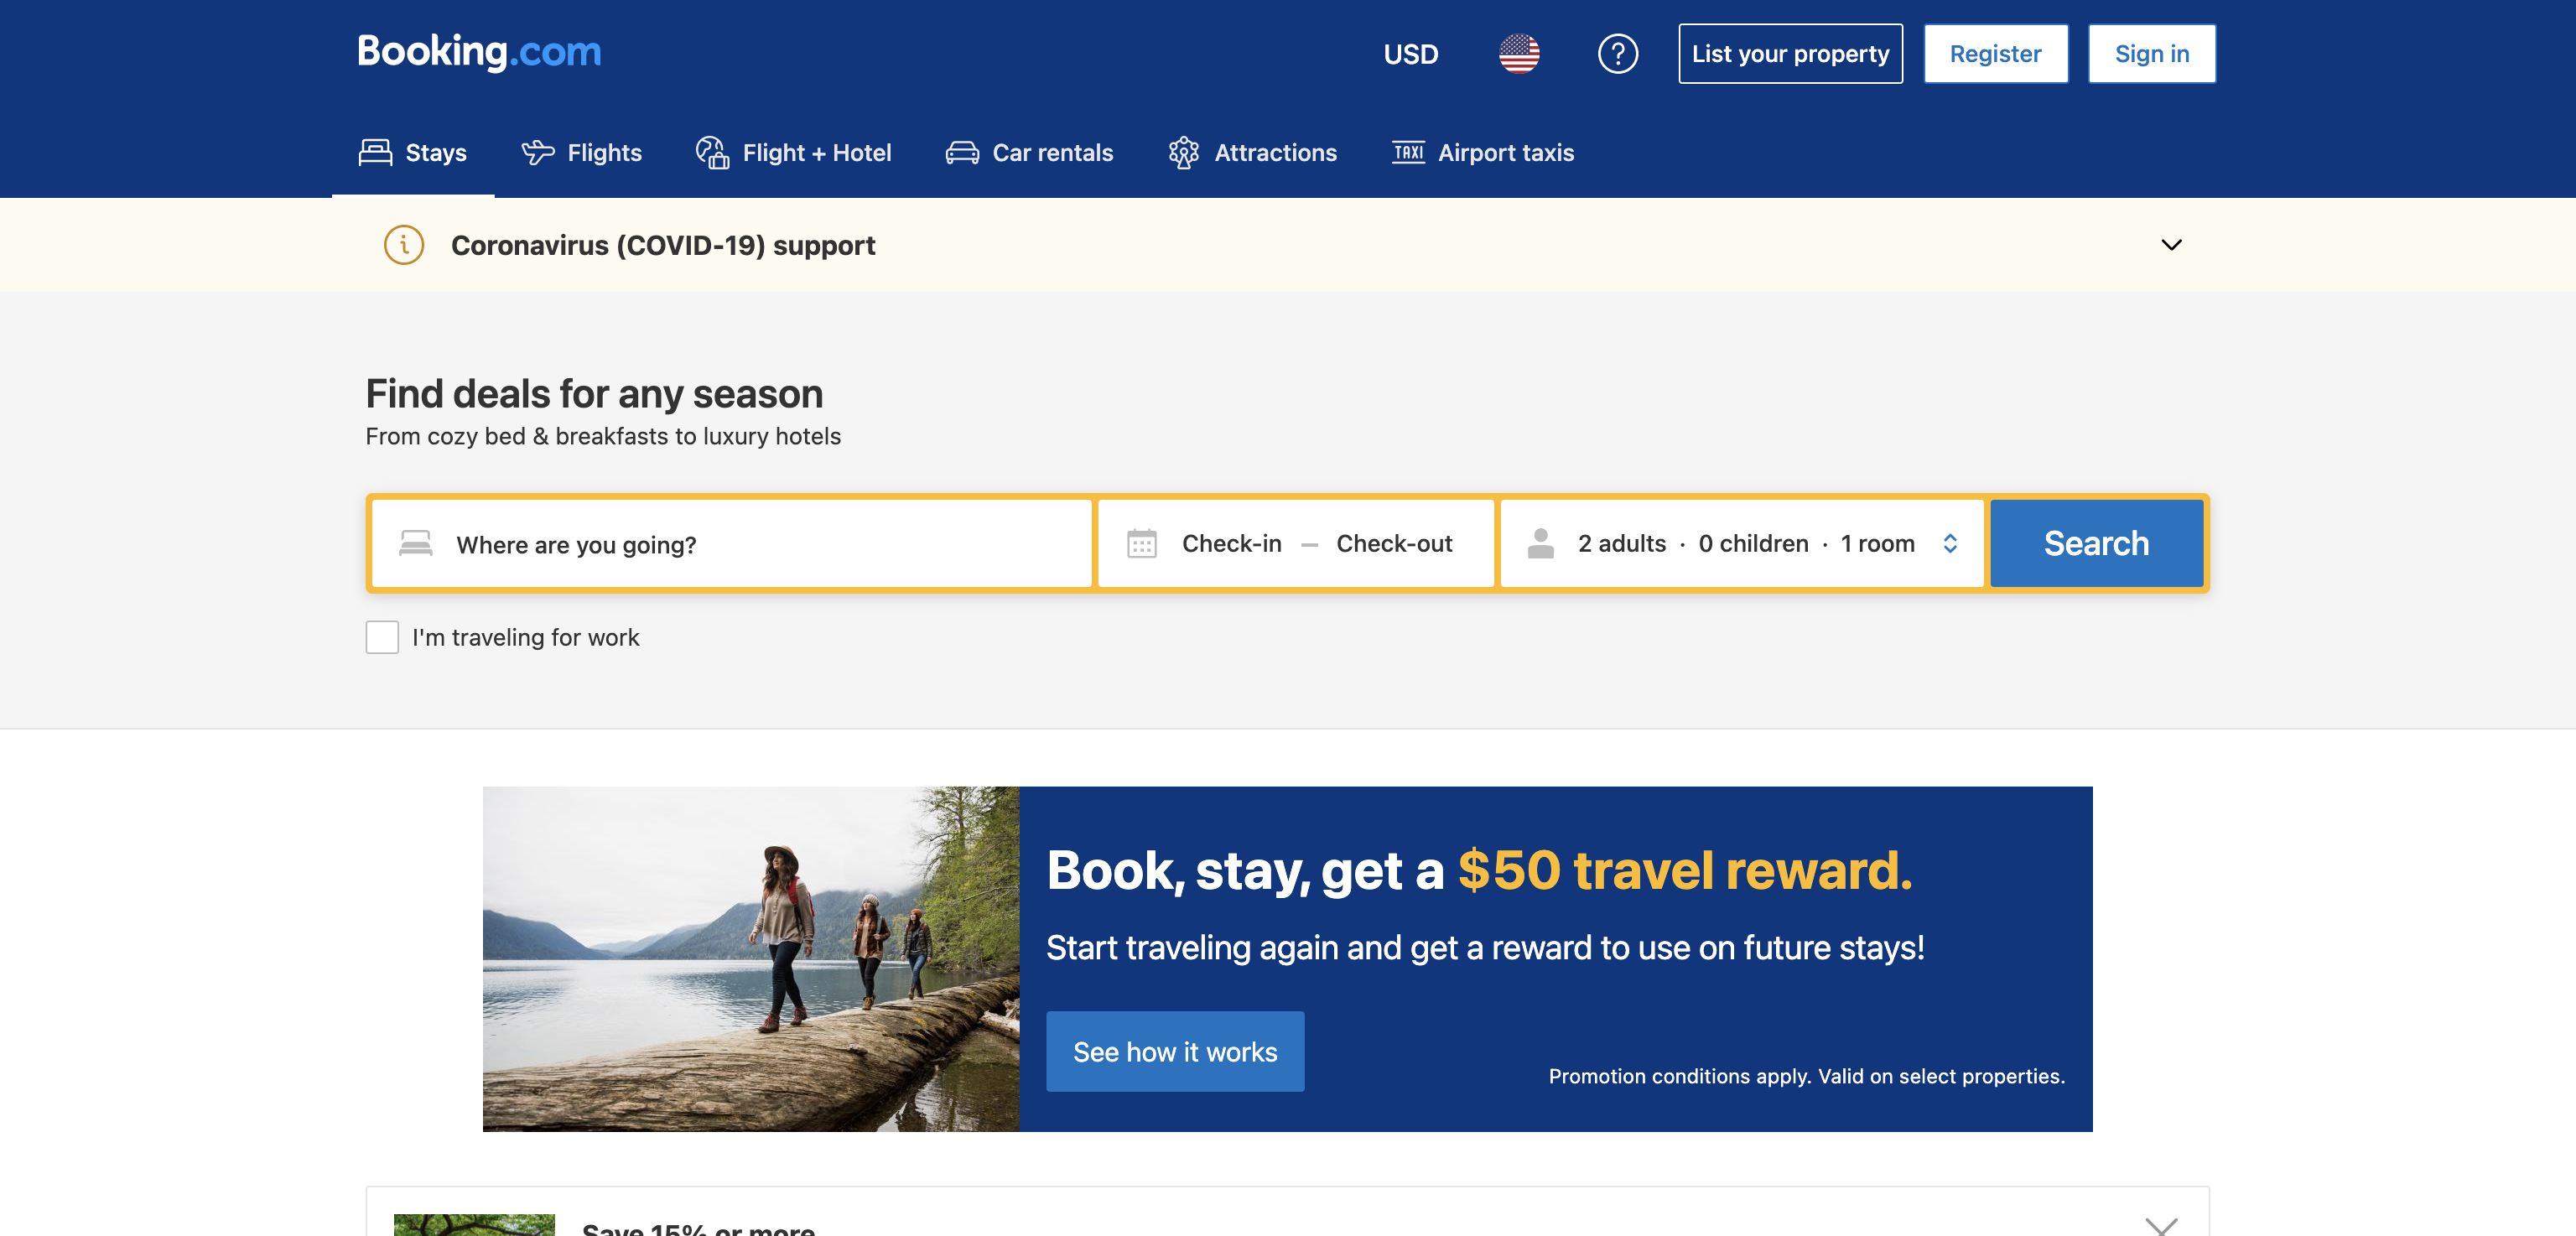 Booking.com
USD
List your property
Register
Sign in
Stays
Flights
Flight + Hotel
Car rentals
Attractions
TAXI Airport taxis
Coronavirus (COVID-19) support
Find deals for any season
From cozy bed & breakfasts to luxury hotels
Where are you going?
Check-in — Check-out
2 adults · 0 children · 1 room
Search
I'm traveling for work
Book, stay, get a $50 travel reward.
Start traveling again and get a reward to use on future stays!
See how it works
Promotion conditions apply. Valid on select properties.
Save 15% or more